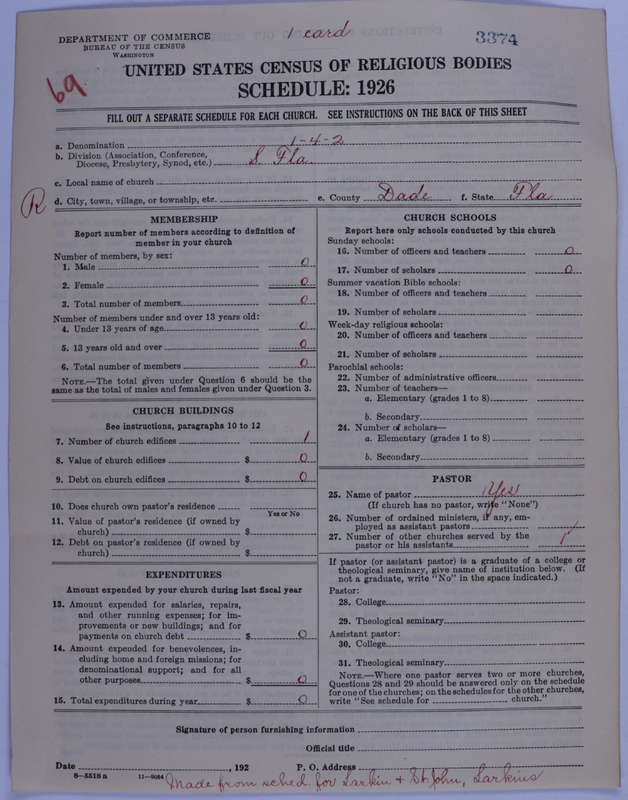 DEPARTMENT OF COMMERCE
BUREAU OF THE CENSUS
WASHINGTON
1 card
3374
69
UNITED STATES CENSUS OF RELIGIOUS BODIES
SCHEDULE: 1926
FILL OUT A SEPARATE SCHEDULE FOR EACH CHURCH. SEE INSTRUCTIONS ON THE BACK OF THIS SHEET
a. Denomination 1-4-2
b. Division (Association, Conference,
Diocese, Presbytery, Synod, etc.) S Fla.
c. Local name of church
R
d. City, town, village, or township, etc. e. County Dade f. State Fla
MEMBERSHIP
Report number of members according to definition of
member in your church
Number of members, by sex:
1. Male 0
2. Female 0
3. Total number of members 0
Number of members under and over 13 years old:
4. Under 13 years of age 0
5. 13 years old and over 0
6. Total number of members 0
NOTE.—The total given under Question 6 should be the
same as the total of males and females given under Question 3.
CHURCH BUILDINGS
See instructions, paragraphs 10 to 12
7. Number of church edifices 1
8. Value of church edifices $ 0
9. Debt on church edifices $ 0
10. Does church own pastor's residence
Yes or No
11. Value of pastor's residence (if owned by
church) $
12. Debt on pastor's residence (if owned by
church) $
EXPENDITURES
Amount expended by your church during last fiscal year
13. Amount expended for salaries, repairs,
and other running expenses; for im-
provements or new buildings; and for
payments on church debt $ 0
14. Amount expended for benevolences, in-
cluding home and foreign missions; for
denominational support; and for all
other purposes $ 0
15. Total expenditures during year $ 0
CHURCH SCHOOLS
Report here only schools conducted by this church
Sunday schools:
16. Number of officers and teachers 0
17. Number of scholars 0
Summer vacation Bible schools:
18. Number of officers and teachers
19. Number of scholars
Week-day religious schools:
20. Number of officers and teachers
21. Number of scholars
Parochial schools:
22. Number of administrative officers
23. Number of teachers—
a. Elementary (grades 1 to 8)
b. Secondary
24. Number of scholars—
a. Elementary (grades 1 to 8)
b. Secondary
PASTOR
25. Name of pastor Yes
(If church has no pastor, write "None")
26. Number of ordained ministers, if any, em-
ployed as assistant pastors
27. Number of other churches served by the
pastor or his assistants 1
If pastor (or assistant pastor) is a graduate of a college or
theological seminary, give name of institution below. (If
not a graduate, write "No" in the space indicated.)
Pastor:
28. College
29. Theological seminary
Assistant pastor:
30. College
31. Theological seminary
NOTE.—Where one pastor serves two or more churches,
Questions 28 and 29 should be answered only on the schedule
for one of the churches; on the schedules for the other churches,
write "See schedule for church."
Signature of person furnishing information
Official title
Date , 192 P. O. Address
8—5518 a 11—9034 Made from sched for Larkin + St John, Larkins